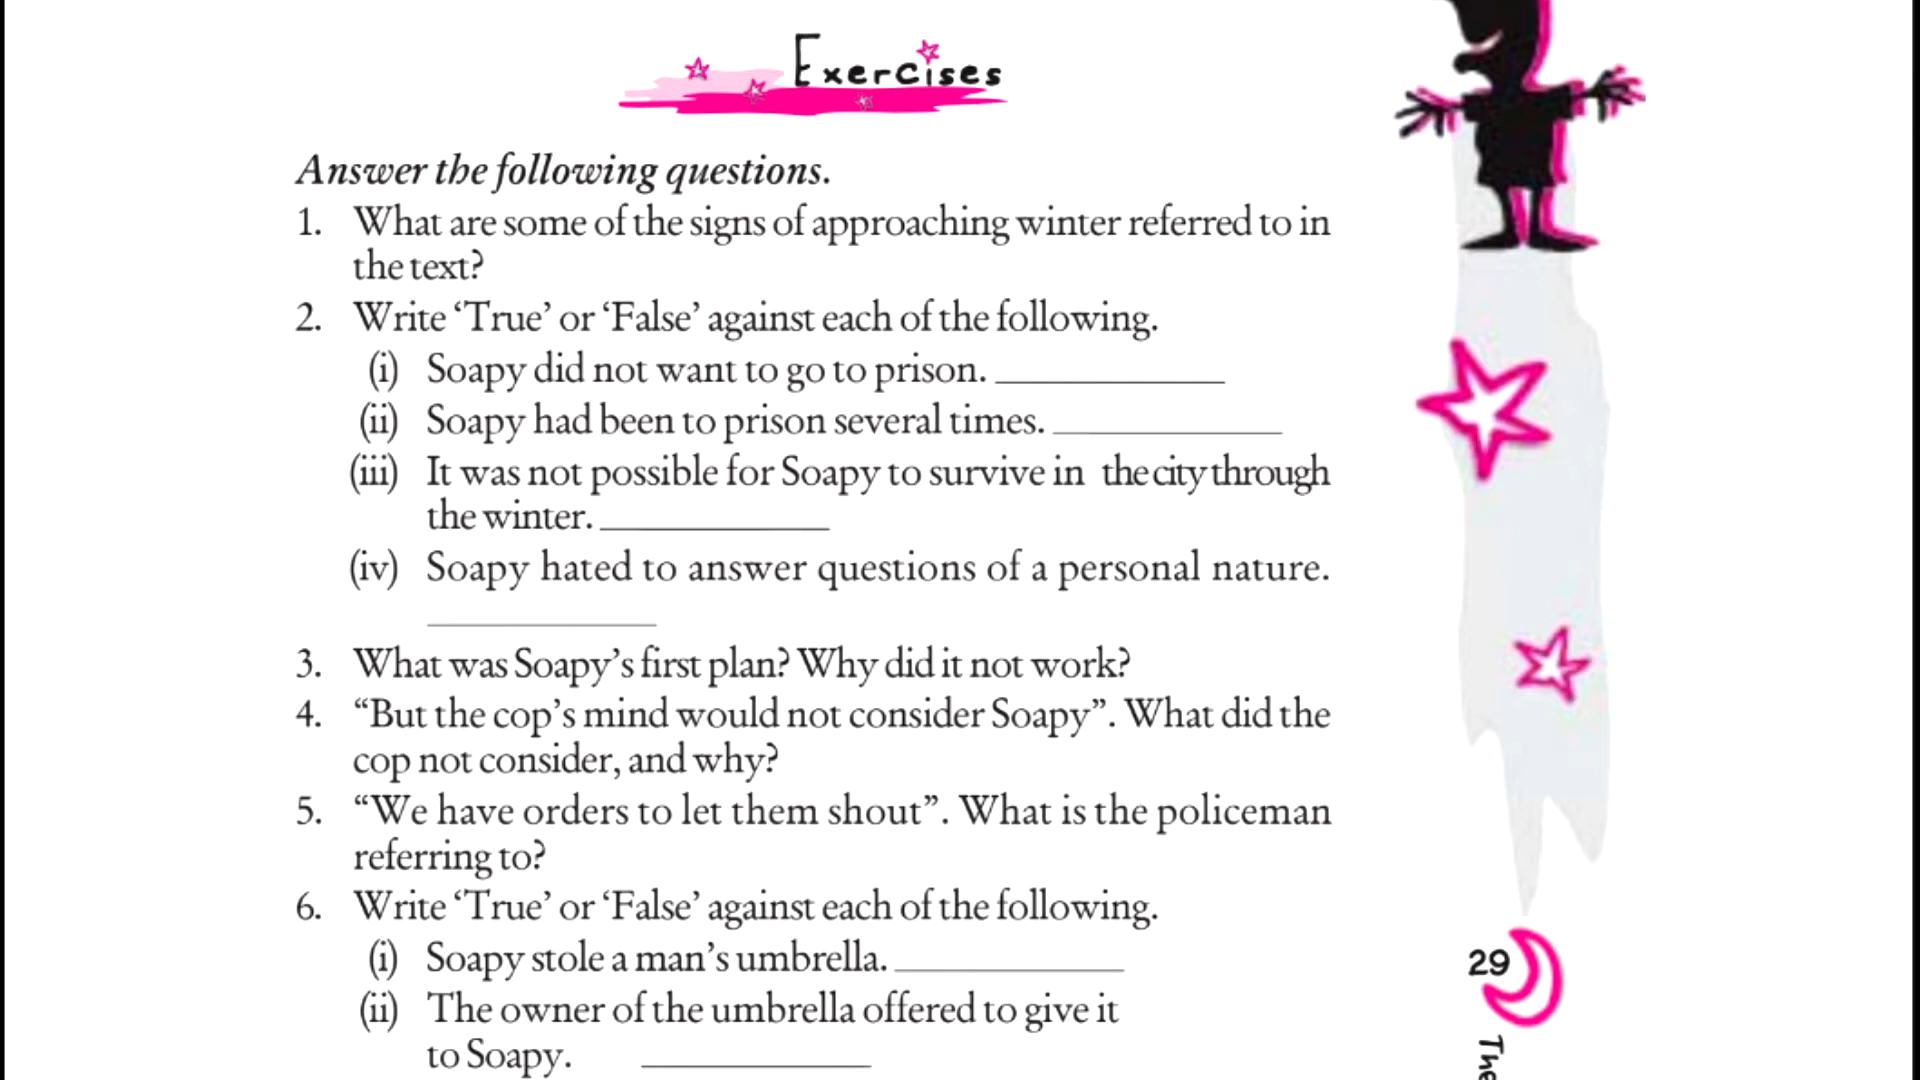 Exercises
Answer the following questions.
1. What are some of the signs of approaching winter referred to in
the text?
2. Write ‘True’ or ‘False’ against each of the following.
(i) Soapy did not want to go to prison. ____________
(ii) Soapy had been to prison several times. ____________
(iii) It was not possible for Soapy to survive in the city through
the winter. ____________
(iv) Soapy hated to answer questions of a personal nature.
____________
3. What was Soapy’s first plan? Why did it not work?
4. “But the cop’s mind would not consider Soapy”. What did the
cop not consider, and why?
5. “We have orders to let them shout”. What is the policeman
referring to?
6. Write ‘True’ or ‘False’ against each of the following.
(i) Soapy stole a man’s umbrella. ____________
(ii) The owner of the umbrella offered to give it
to Soapy. ____________
29
The